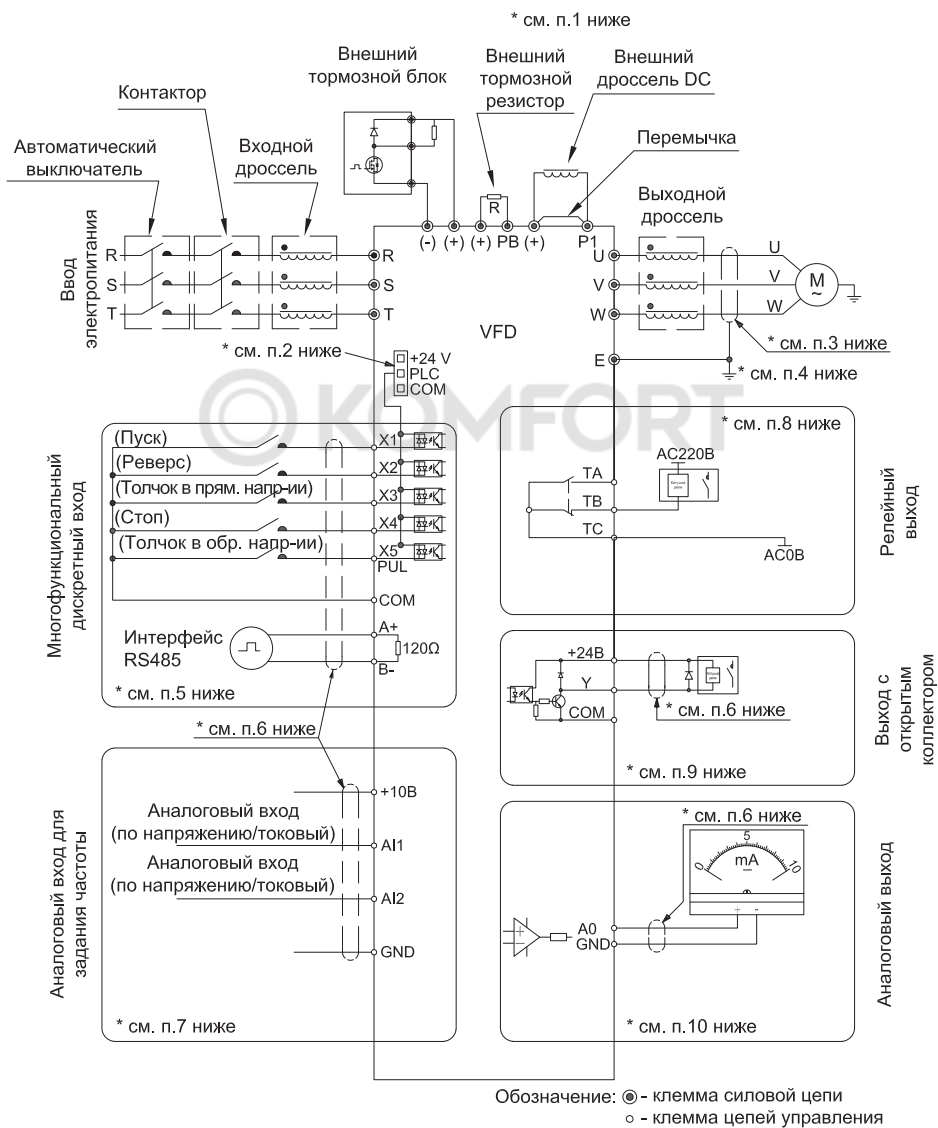 * см. п.1 ниже
Внешний
тормозной блок
Внешний
тормозной
резистор
Внешний
дроссель DC
Контактор
Перемычка
Автоматический
выключатель
Входной
дроссель
Выходной
дроссель
R
(-) (+) (+) PB (+) P1
Ввод
электропитания
R
S
T
R
S
T
U
V
W
U
V
W
M
~
VFD
E
* см. п.2 ниже
* см. п.3 ниже
* см. п.4 ниже
+24 V
PLC
COM
KOMFORT
Многофункциональный
дискретный вход
(Пуск)
(Реверс)
(Толчок в прям. напр-ии)
(Стоп)
(Толчок в обр. напр-ии)
X1
X2
X3
X4
X5
PUL
COM
A+
120Ω
B-
Интерфейс
RS485
* см. п.5 ниже
* см. п.6 ниже
Аналоговый вход для
задания частоты
+10В
Аналоговый вход
(по напряжению/токовый)
AI1
Аналоговый вход
(по напряжению/токовый)
AI2
GND
* см. п.7 ниже
* см. п.8 ниже
AC220В
TA
TB
TC
AC0В
Релейный
выход
+24В
Y
COM
* см. п.6 ниже
* см. п.9 ниже
Выход с
открытым
коллектором
* см. п.6 ниже
0
5
10
mA
+ -
A0
GND
* см. п.10 ниже
Аналоговый выход
Обозначение: - клемма силовой цепи
- клемма цепей управления